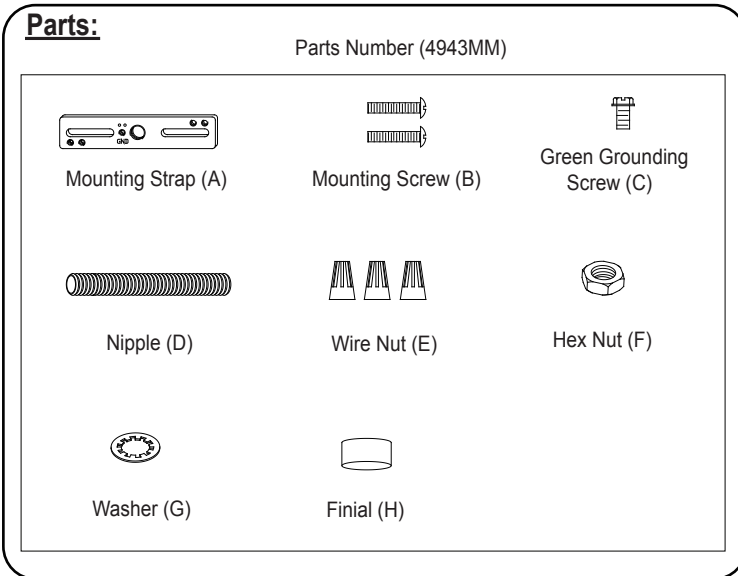 Parts:
Parts Number (4943MM)
GND
Mounting Strap (A)
Mounting Screw (B)
Green Grounding
Screw (C)
Nipple (D)
Wire Nut (E)
Hex Nut (F)
Washer (G)
Finial (H)